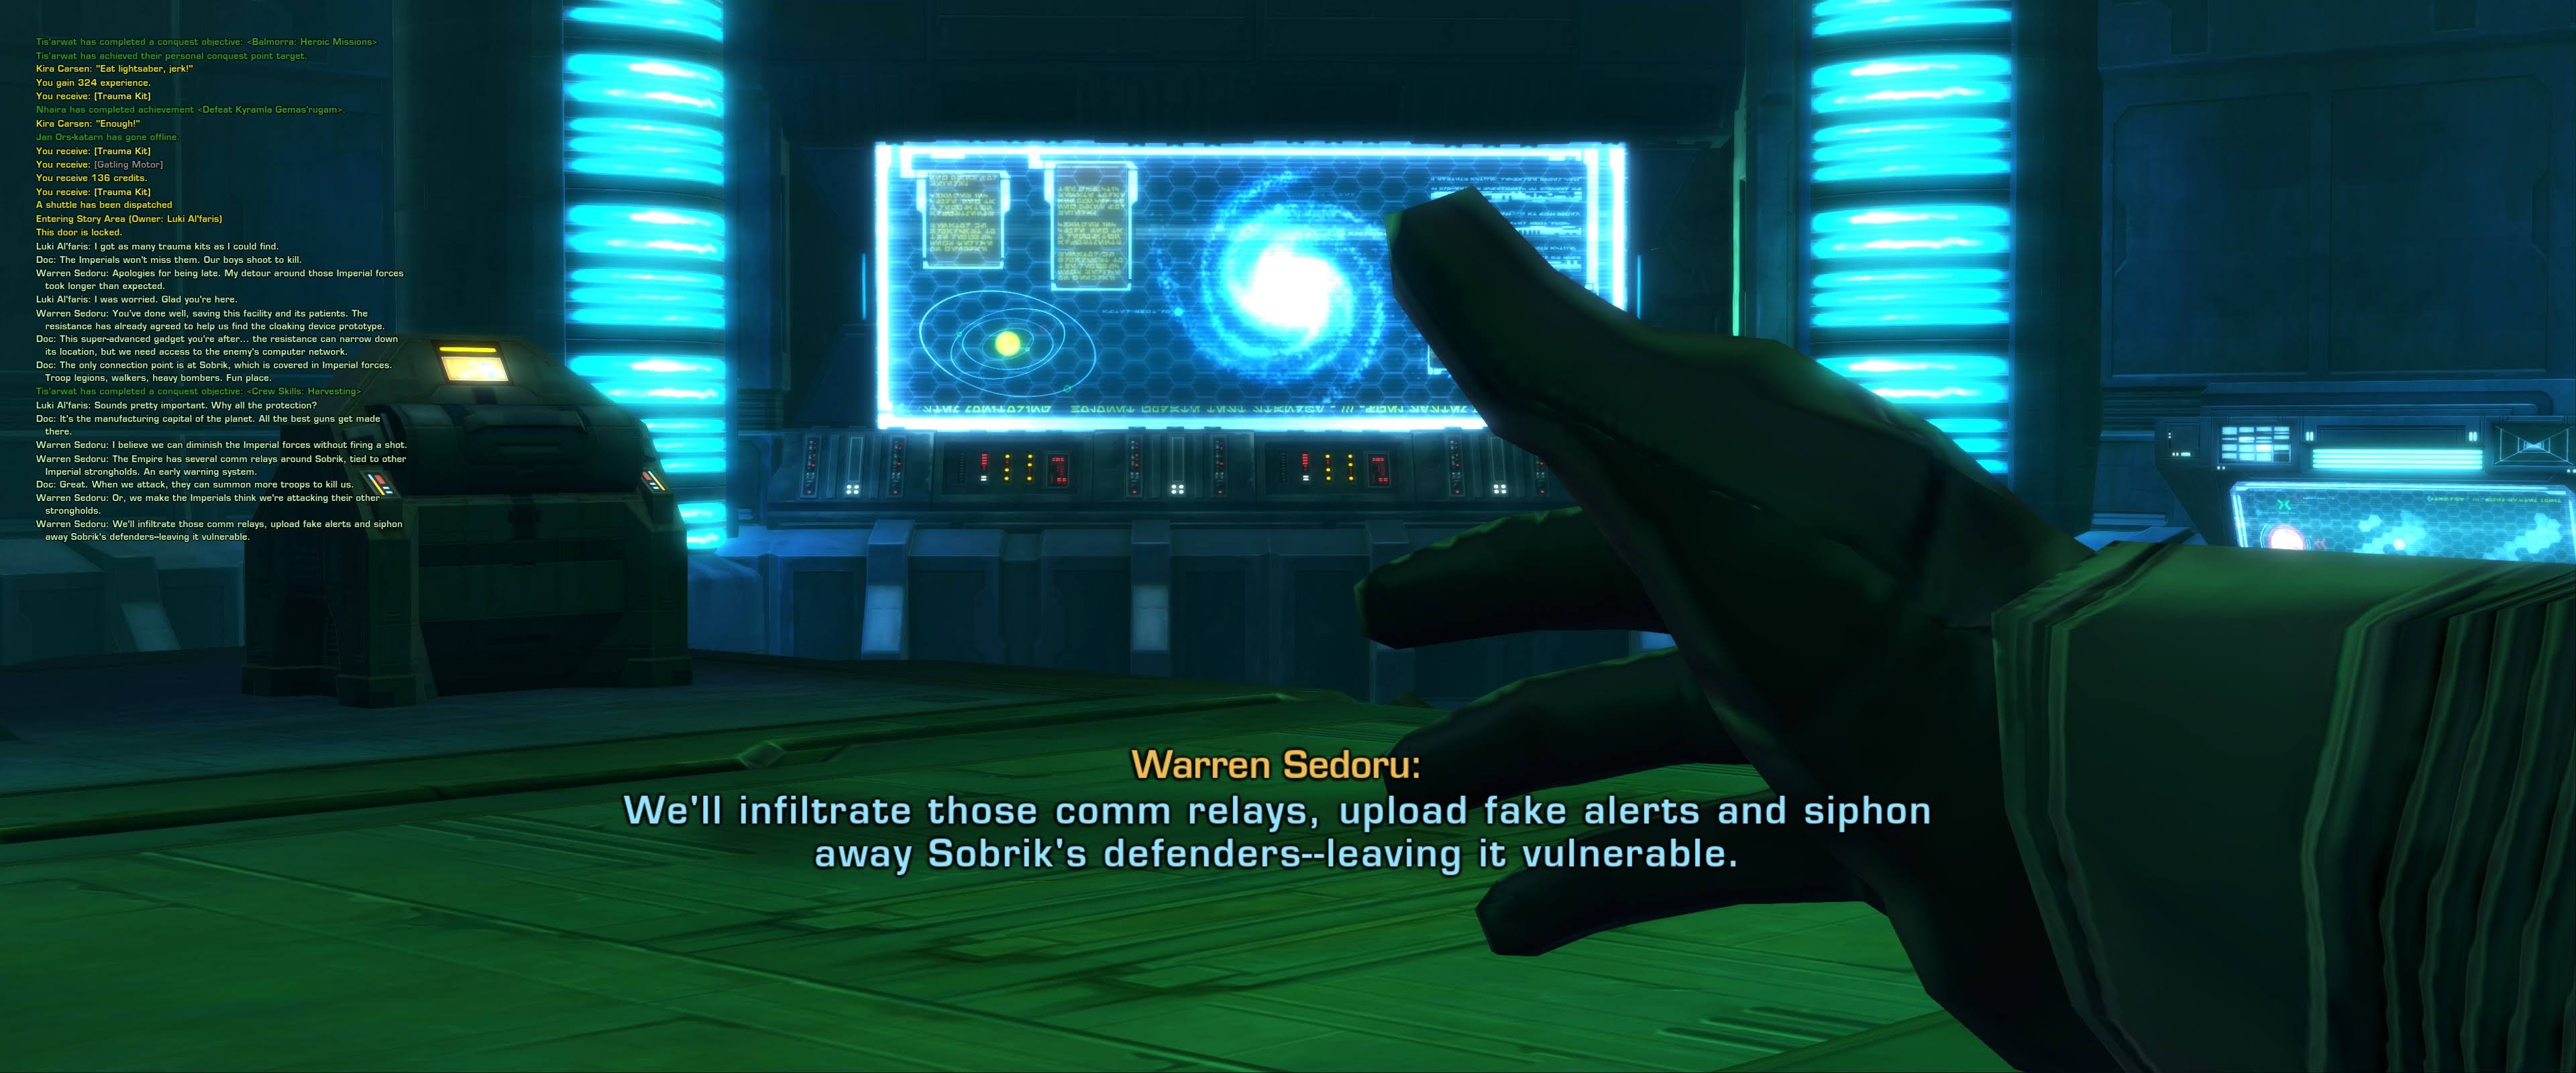 Tis'arwat has completed a conquest objective: <Balmorra: Heroic Missions>
Tis'arwat has achieved their personal conquest point target.
Kira Carsen: "Eat lightsaber, jerk!"
You gain 324 experience.
You receive: [Trauma Kit]
Nhaira has completed achievement <Defeat Kyramla Gemas'rugam>.
Kira Carsen: "Enough!"
Jan Ors-katarn has gone offline.
You receive: [Trauma Kit]
You receive: [Gatling Motor]
You receive 136 credits.
You receive: [Trauma Kit]
A shuttle has been dispatched
Entering Story Area (Owner: Luki Al'faris)
This door is locked.
Luki Al'faris: I got as many trauma kits as I could find.
Doc: The Imperials won't miss them. Our boys shoot to kill.
Warren Sedoru: Apologies for being late. My detour around those Imperial forces
took longer than expected.
Luki Al'faris: I was worried. Glad you're here.
Warren Sedoru: You've done well, saving this facility and its patients. The
resistance has already agreed to help us find the cloaking device prototype.
Doc: This super-advanced gadget you're after... the resistance can narrow down
its location, but we need access to the enemy's computer network.
Doc: The only connection point is at Sobrik, which is covered in Imperial forces.
Troop legions, walkers, heavy bombers. Fun place.
Tis'arwat has completed a conquest objective: <Crew Skills: Harvesting>
Luki Al'faris: Sounds pretty important. Why all the protection?
Doc: It's the manufacturing capital of the planet. All the best guns get made
there.
Warren Sedoru: I believe we can diminish the Imperial forces without firing a shot.
Warren Sedoru: The Empire has several comm relays around Sobrik, tied to other
Imperial strongholds. An early warning system.
Doc: Great. When we attack, they can summon more troops to kill us.
Warren Sedoru: Or, we make the Imperials think we're attacking their other
strongholds.
Warren Sedoru: We'll infiltrate those comm relays, upload fake alerts and siphon
away Sobrik's defenders--leaving it vulnerable.
Warren Sedoru:
We'll infiltrate those comm relays, upload fake alerts and siphon
away Sobrik's defenders--leaving it vulnerable.